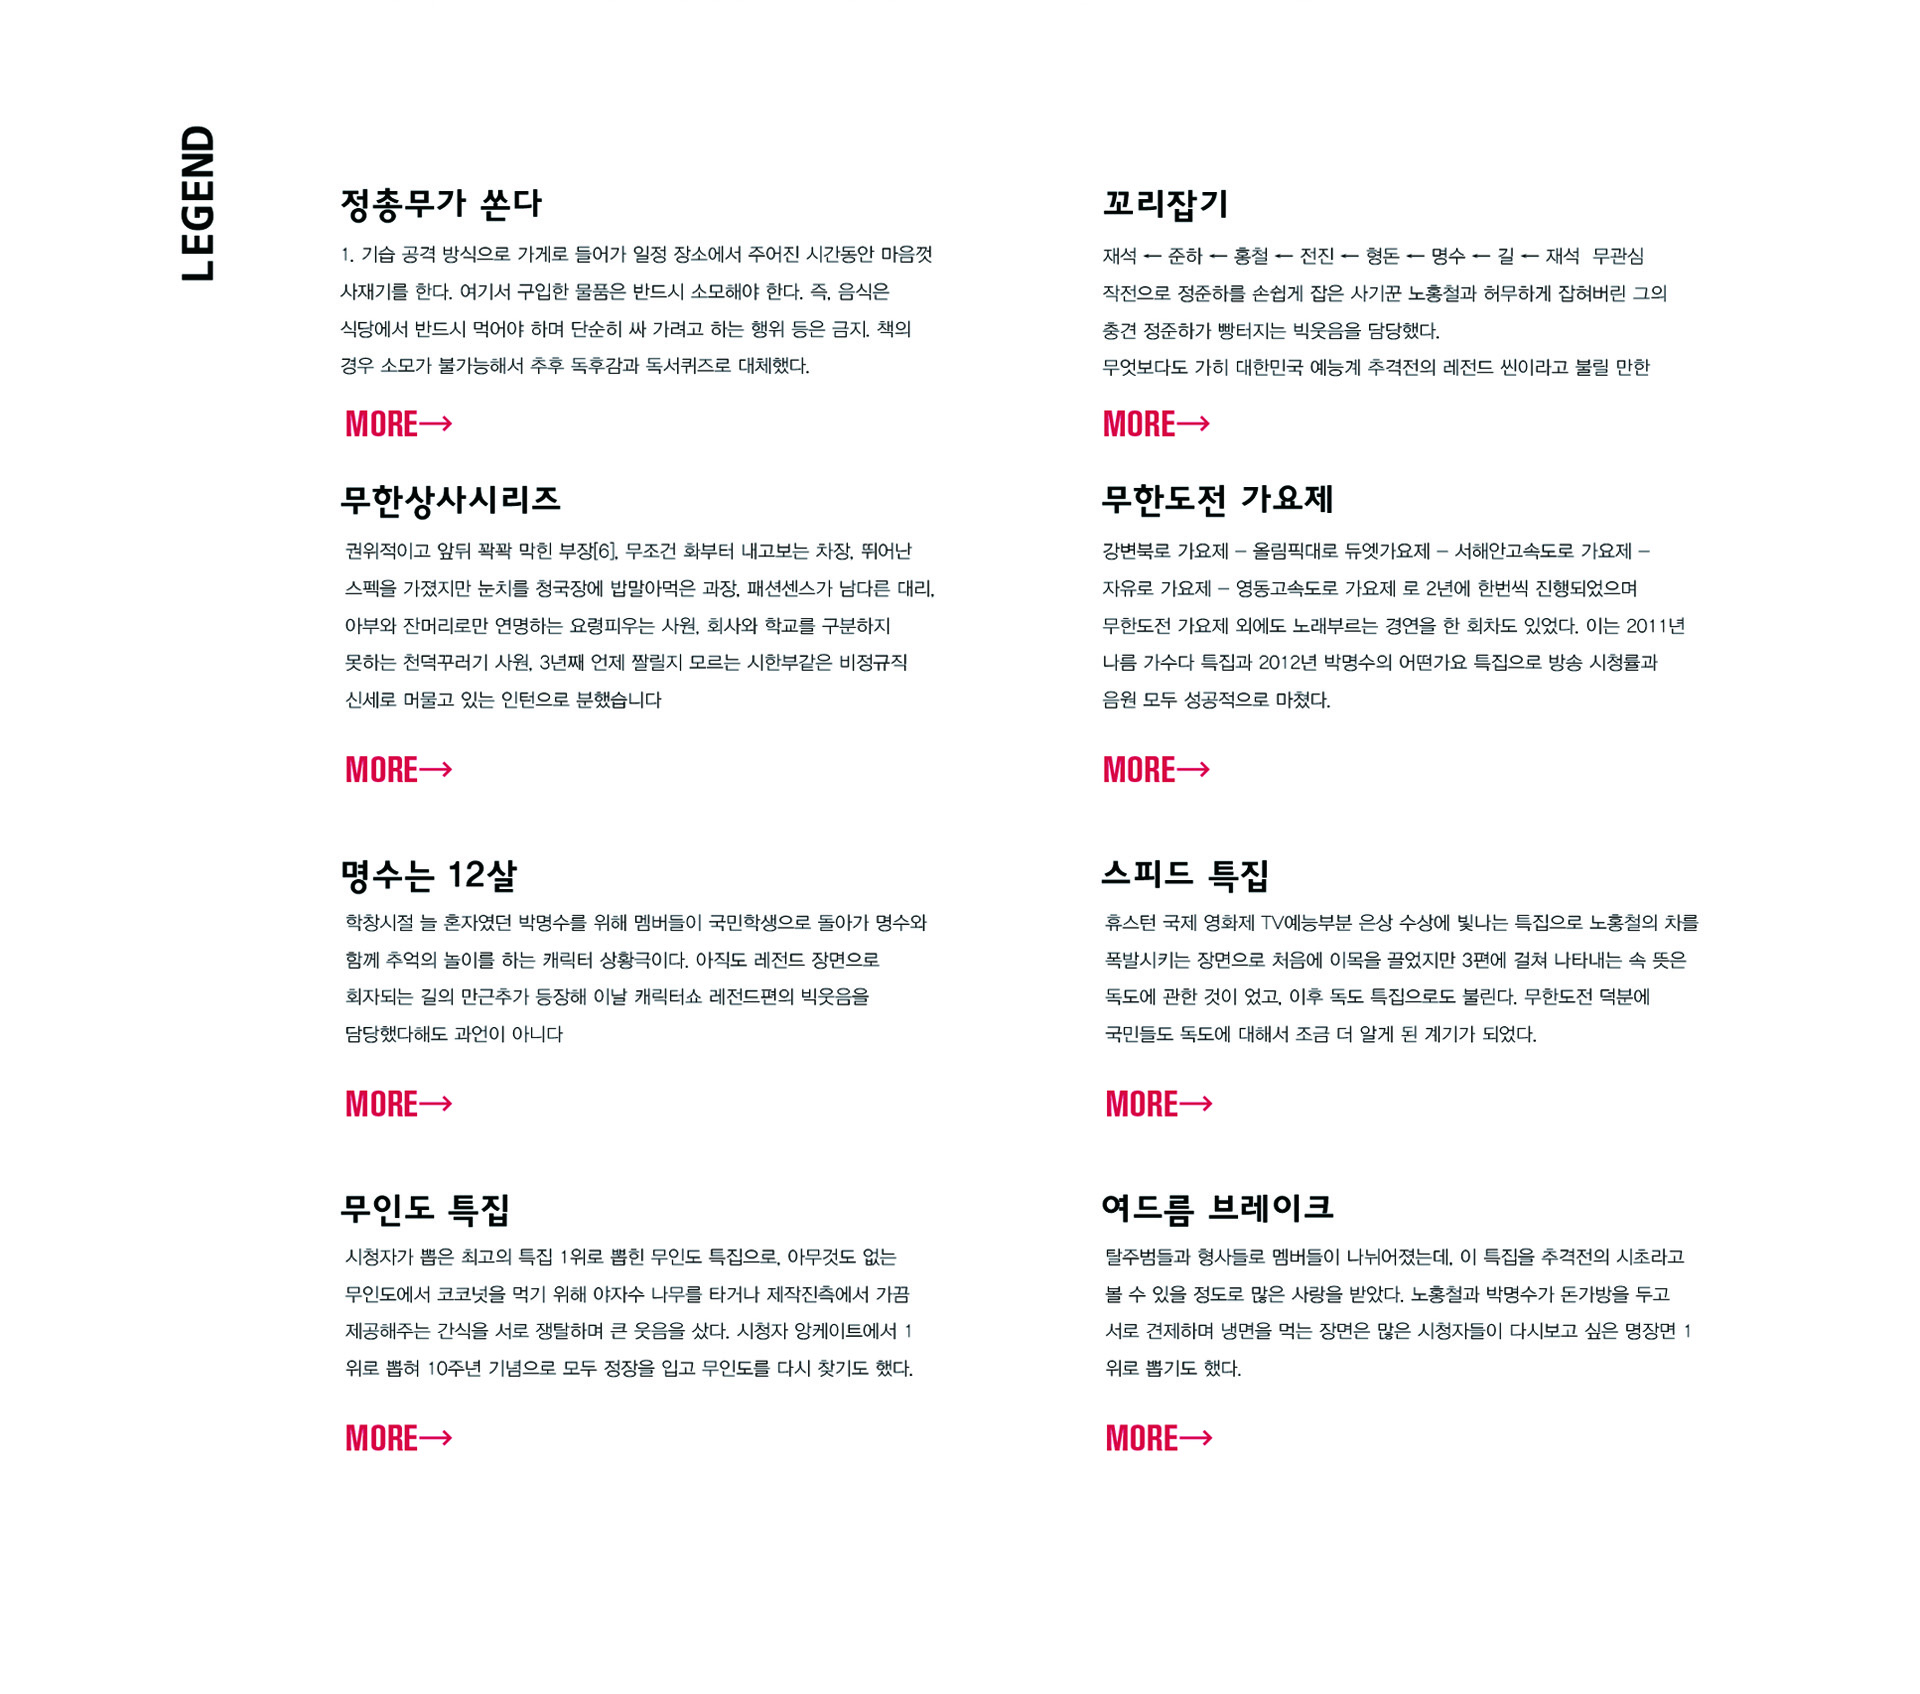 LEGEND
정총무가 쏜다
1. 기습 공격 방식으로 가게로 들어가 일정 장소에서 주어진 시간동안 마음껏
사재기를 한다. 여기서 구입한 물품은 반드시 소모해야 한다. 즉, 음식은
식당에서 반드시 먹어야 하며 단순히 싸 가려고 하는 행위 등은 금지. 책의
경우 소모가 불가능해서 추후 독후감과 독서퀴즈로 대체했다.
MORE→
꼬리잡기
재석 ← 준하 ← 홍철 ← 전진 ← 형돈 ← 명수 ← 길 ← 재석 무관심
작전으로 정준하를 손쉽게 잡은 사기꾼 노홍철과 허무하게 잡혀버린 그의
충견 정준하가 빵터지는 빅웃음을 담당했다.
무엇보다도 가히 대한민국 예능계 추격전의 레전드 씬이라고 불릴 만한
MORE→
무한상사시리즈
권위적이고 앞뒤 꽉꽉 막힌 부장[6], 무조건 화부터 내고보는 차장, 뛰어난
스펙을 가졌지만 눈치를 청국장에 밥말아먹은 과장, 패션센스가 남다른 대리,
아부와 잔머리로만 연명하는 요령피우는 사원, 회사와 학교를 구분하지
못하는 천덕꾸러기 사원, 3년째 언제 짤릴지 모르는 시한부같은 비정규직
신세로 머물고 있는 인턴으로 분했습니다
MORE→
무한도전 가요제
강변북로 가요제 – 올림픽대로 듀엣가요제 – 서해안고속도로 가요제 –
자유로 가요제 – 영동고속도로 가요제 로 2년에 한번씩 진행되었으며
무한도전 가요제 외에도 노래부르는 경연을 한 회차도 있었다. 이는 2011년
나름 가수다 특집과 2012년 박명수의 어떤가요 특집으로 방송 시청률과
음원 모두 성공적으로 마쳤다.
MORE→
명수는 12살
학창시절 늘 혼자였던 박명수를 위해 멤버들이 국민학생으로 돌아가 명수와
함께 추억의 놀이를 하는 캐릭터 상황극이다. 아직도 레전드 장면으로
회자되는 길의 만근추가 등장해 이날 캐릭터쇼 레전드편의 빅웃음을
담당했다해도 과언이 아니다
MORE→
스피드 특집
휴스턴 국제 영화제 TV예능부분 은상 수상에 빛나는 특집으로 노홍철의 차를
폭발시키는 장면으로 처음에 이목을 끌었지만 3편에 걸쳐 나타내는 속 뜻은
독도에 관한 것이 었고, 이후 독도 특집으로도 불린다. 무한도전 덕분에
국민들도 독도에 대해서 조금 더 알게 된 계기가 되었다.
MORE→
무인도 특집
시청자가 뽑은 최고의 특집 1위로 뽑힌 무인도 특집으로, 아무것도 없는
무인도에서 코코넛을 먹기 위해 야자수 나무를 타거나 제작진측에서 가끔
제공해주는 간식을 서로 쟁탈하며 큰 웃음을 샀다. 시청자 앙케이트에서 1
위로 뽑혀 10주년 기념으로 모두 정장을 입고 무인도를 다시 찾기도 했다.
MORE→
여드름 브레이크
탈주범들과 형사들로 멤버들이 나뉘어졌는데, 이 특집을 추격전의 시초라고
볼 수 있을 정도로 많은 사랑을 받았다. 노홍철과 박명수가 돈가방을 두고
서로 견제하며 냉면을 먹는 장면은 많은 시청자들이 다시보고 싶은 명장면 1
위로 뽑기도 했다.
MORE→